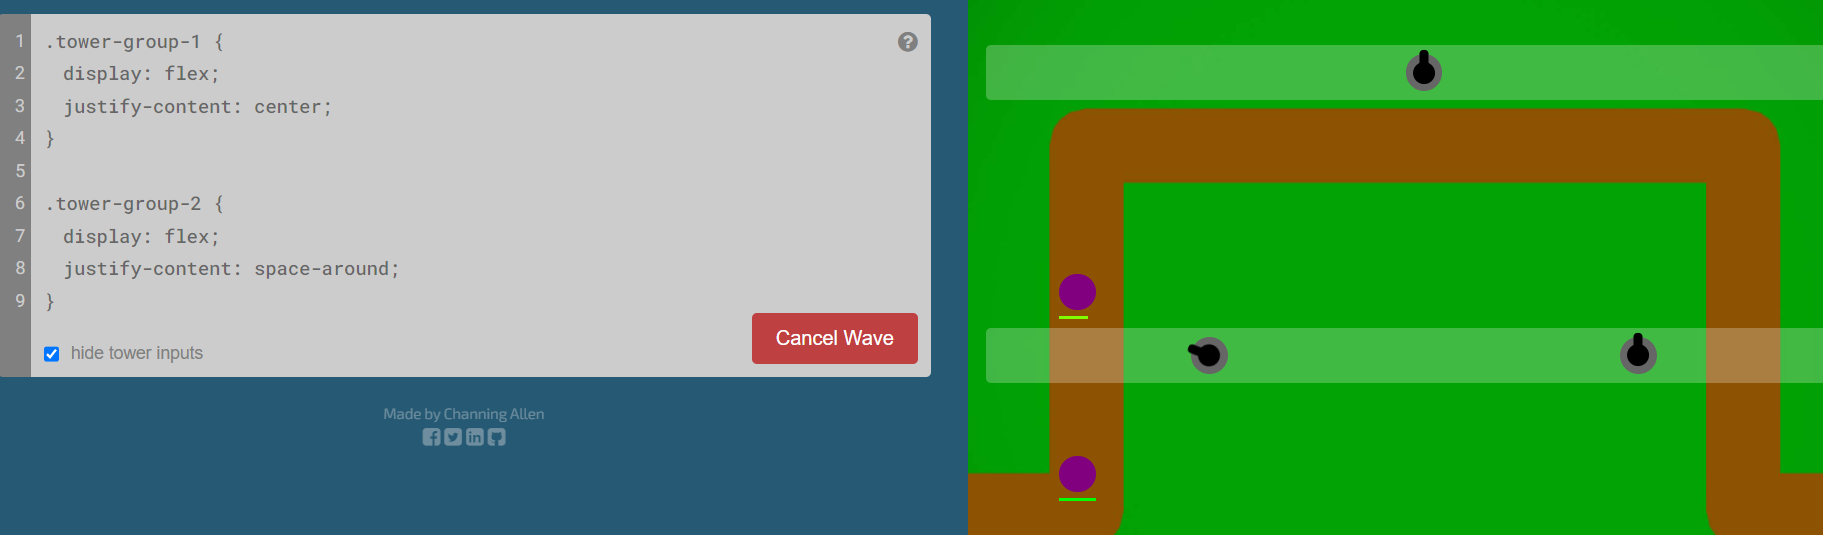 1 .tower-group-1 {
2 display: flex;
3 justify-content: center;
4 }
5
6 .tower-group-2 {
7 display: flex;
8 justify-content: space-around;
9 }
?
hide tower inputs
Cancel Wave
Made by Channing Allen